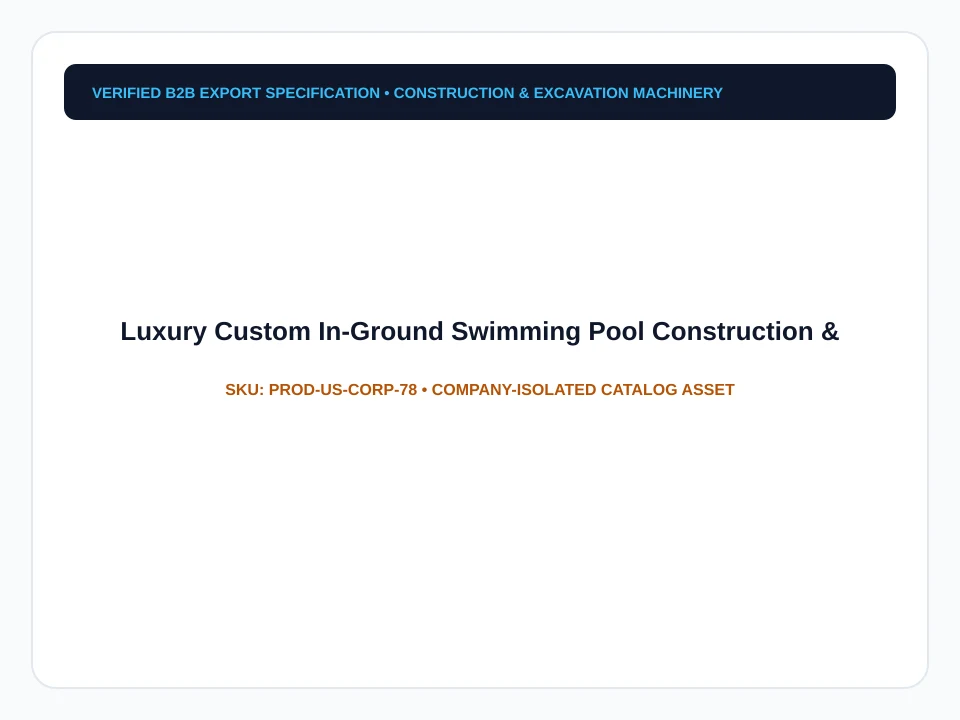 VERIFIED B2B EXPORT SPECIFICATION • CONSTRUCTION & EXCAVATION MACHINERY
Luxury Custom In-Ground Swimming Pool Construction &
SKU: PROD-US-CORP-78 • COMPANY-ISOLATED CATALOG ASSET